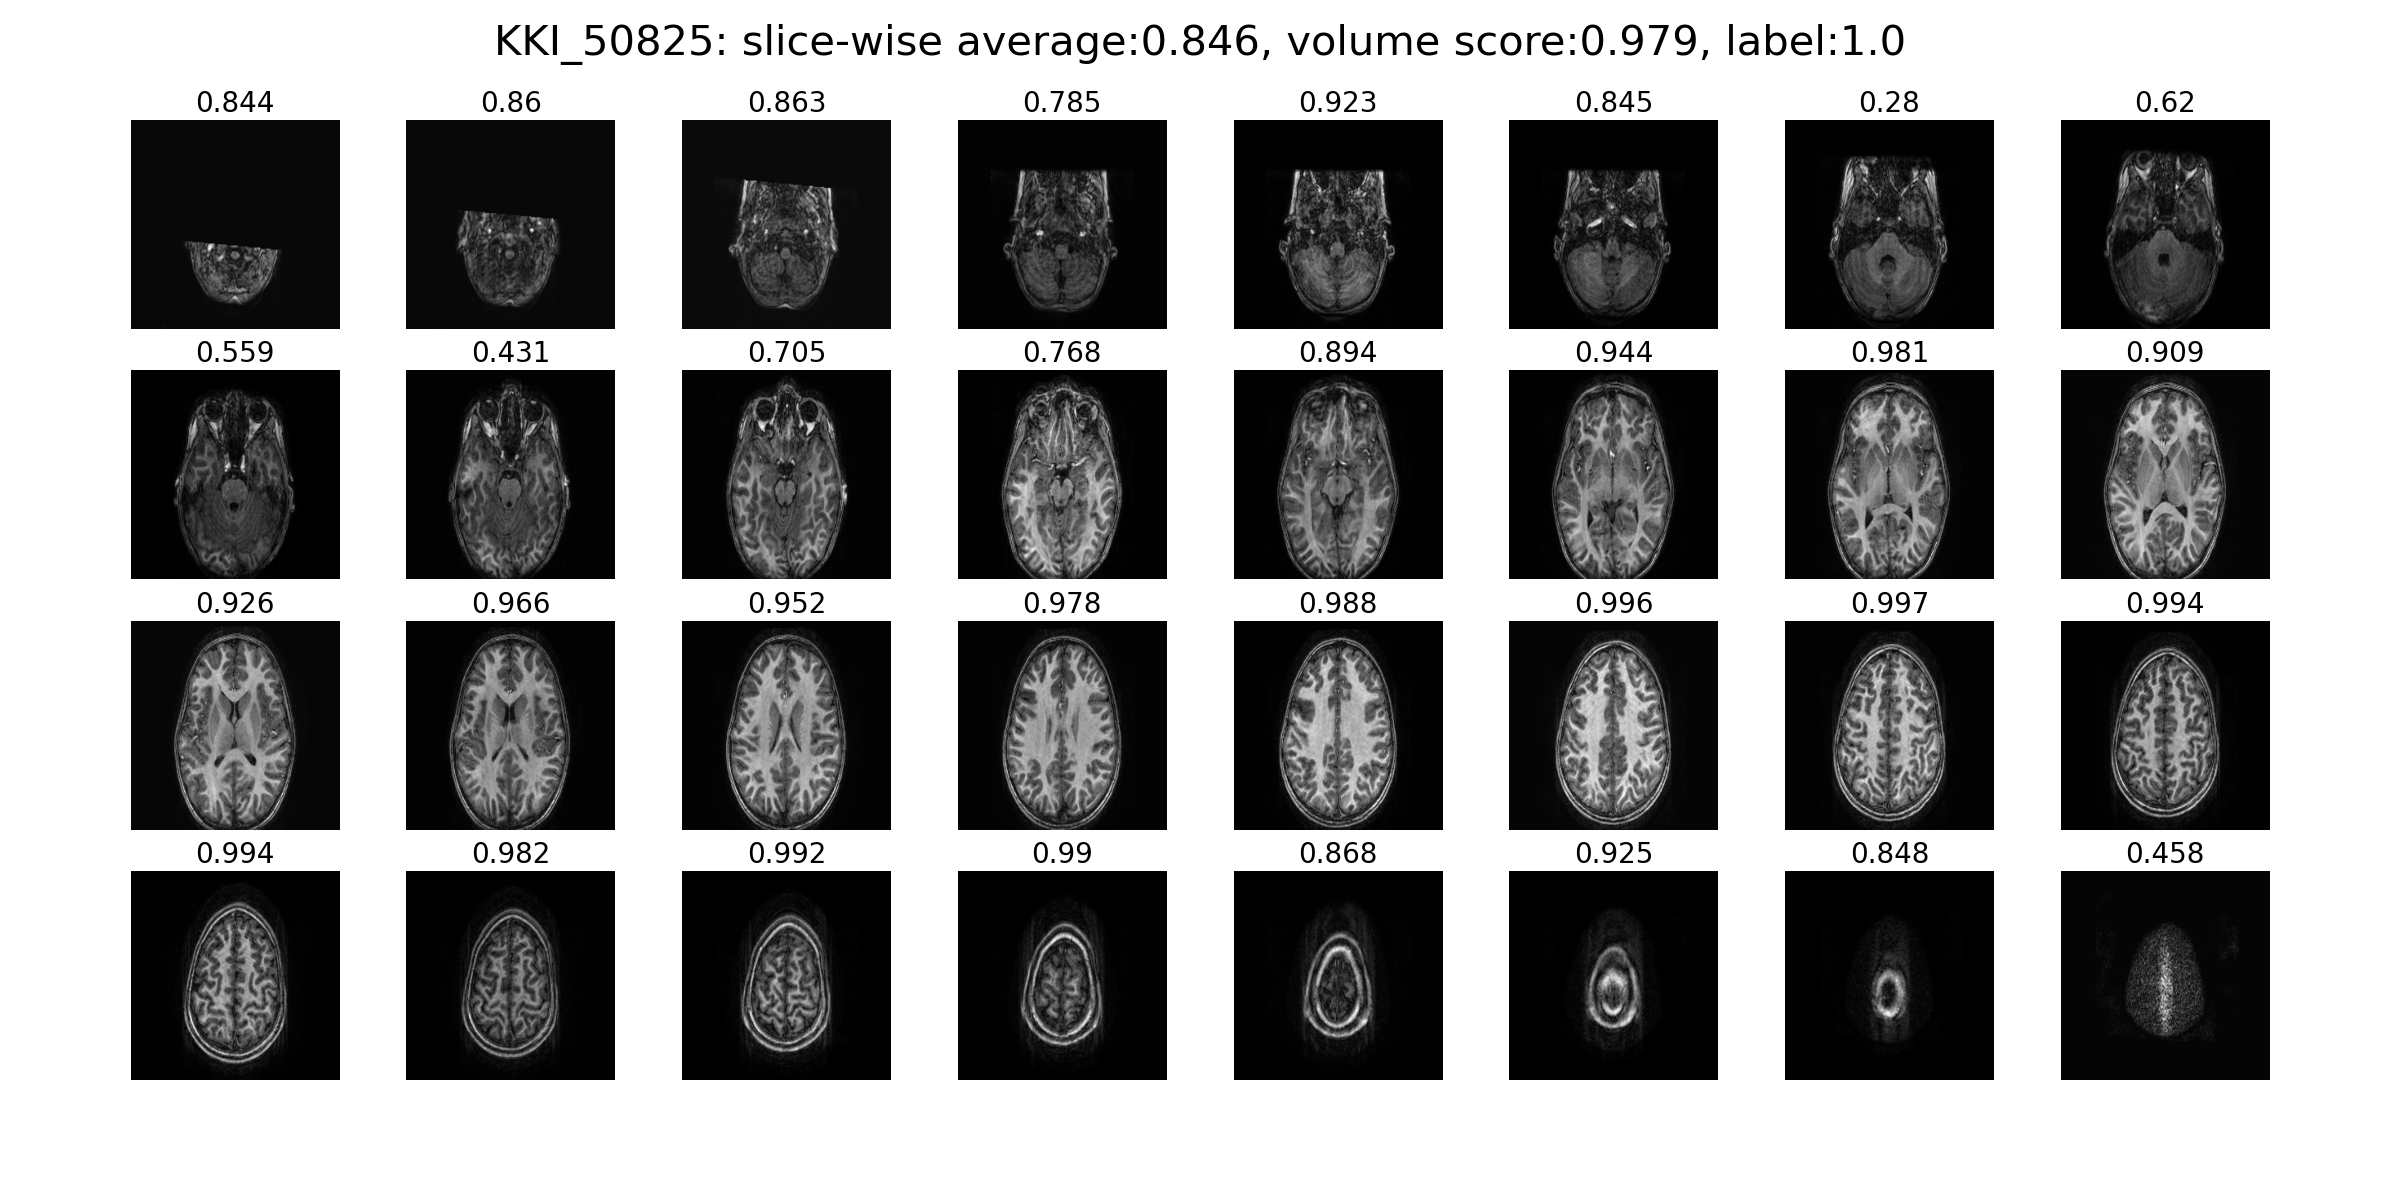 KKI_50825: slice-wise average:0.846, volume score:0.979, label:1.0
0.844 0.86 0.863 0.785 0.923 0.845 0.28 0.62
0.559 0.431 0.705 0.768 0.894 0.944 0.981 0.909
0.926 0.966 0.952 0.978 0.988 0.996 0.997 0.994
0.994 0.982 0.992 0.99 0.868 0.925 0.848 0.458